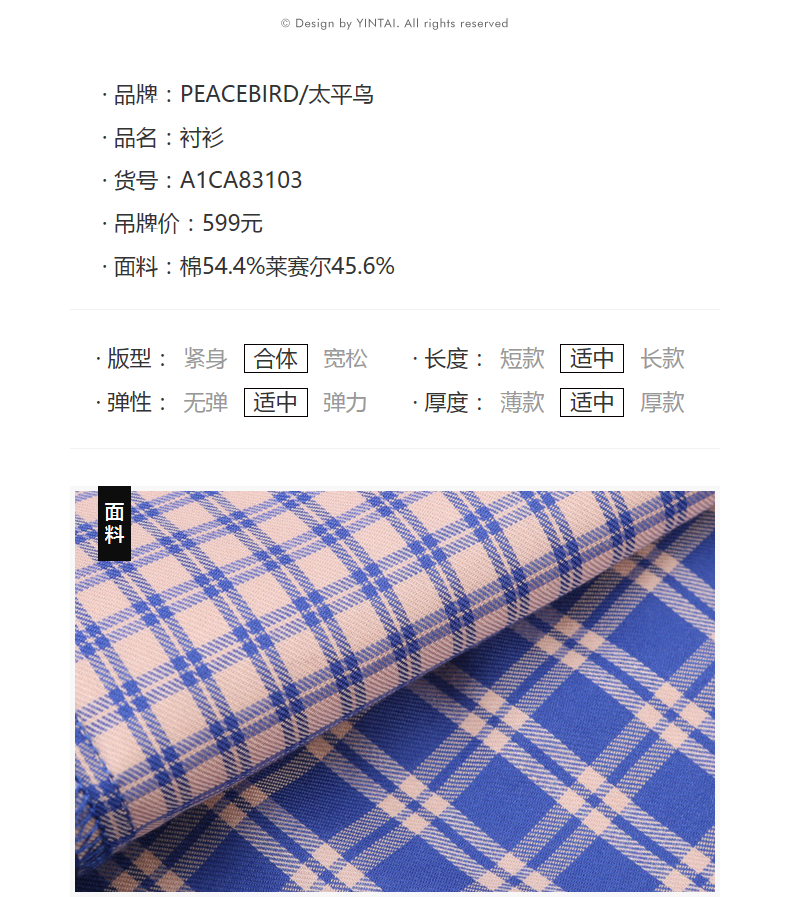 © Design by YINTAI. All rights reserved
· 品牌：PEACEBIRD/太平鸟
· 品名：衬衫
· 货号：A1CA83103
· 吊牌价：599元
· 面料：棉54.4%莱赛尔45.6%
· 版型： 紧身 合体 宽松 · 长度： 短款 适中 长款
· 弹性： 无弹 适中 弹力 · 厚度： 薄款 适中 厚款
面料